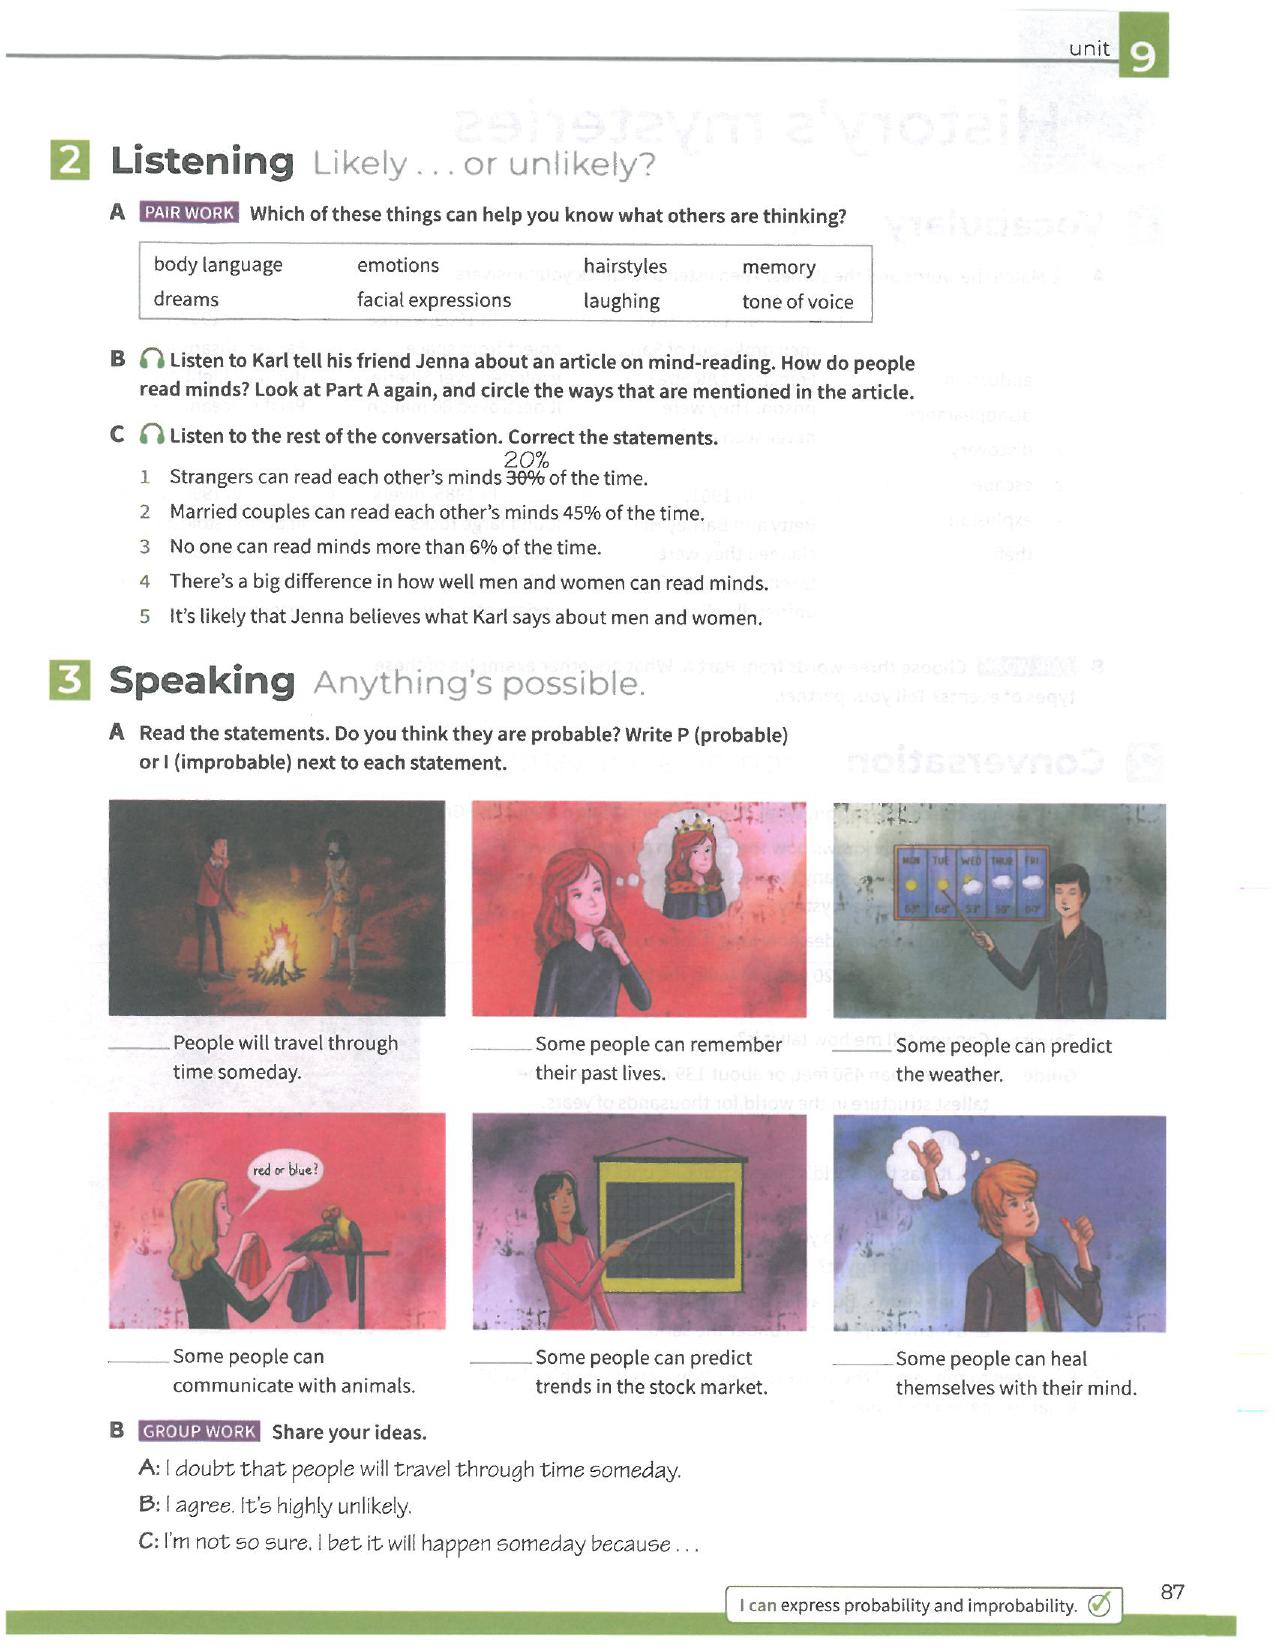 unit 9
2 Listening Likely . . . or unlikely?
A PAIR WORK Which of these things can help you know what others are thinking?
body language emotions hairstyles memory
dreams facial expressions laughing tone of voice
B Listen to Karl tell his friend Jenna about an article on mind-reading. How do people
read minds? Look at Part A again, and circle the ways that are mentioned in the article.
C Listen to the rest of the conversation. Correct the statements.
20%
1 Strangers can read each other's minds 30% of the time.
2 Married couples can read each other's minds 45% of the time.
3 No one can read minds more than 6% of the time.
4 There's a big difference in how well men and women can read minds.
5 It's likely that Jenna believes what Karl says about men and women.
3 Speaking Anything's possible.
A Read the statements. Do you think they are probable? Write P (probable)
or I (improbable) next to each statement.
MON TUE WED THUR FRI
63° 68° 53° 59° 60°
______ People will travel through
time someday.
______ Some people can remember
their past lives.
______ Some people can predict
the weather.
red or blue?
______ Some people can
communicate with animals.
______ Some people can predict
trends in the stock market.
______ Some people can heal
themselves with their mind.
B GROUP WORK Share your ideas.
A: I doubt that people will travel through time someday.
B: I agree. It's highly unlikely.
C: I'm not so sure. I bet it will happen someday because . . .
I can express probability and improbability.
87